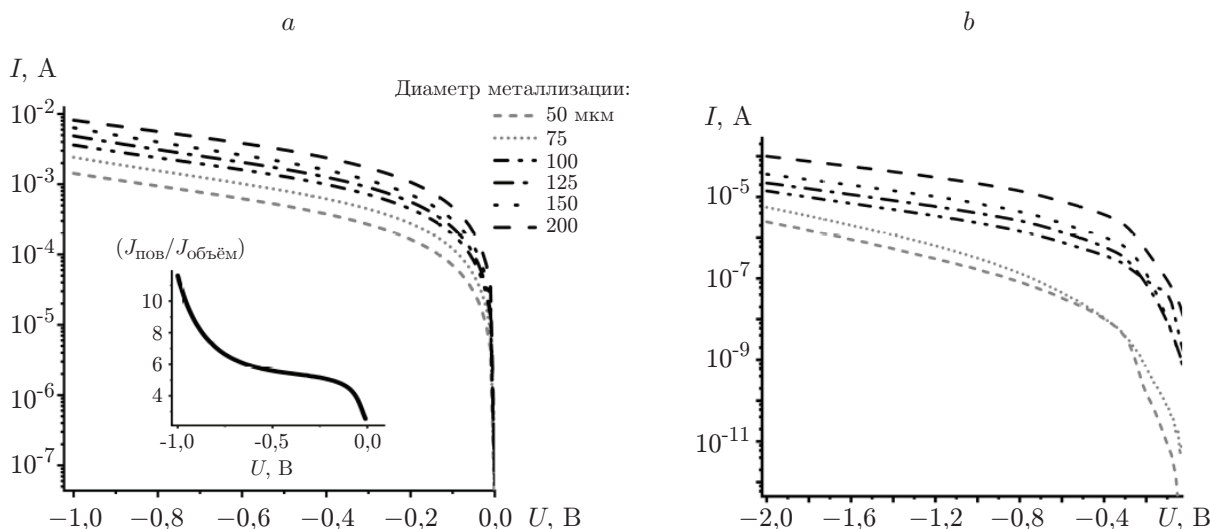 a
I, А
10⁻²
10⁻³
10⁻⁴
10⁻⁵
10⁻⁶
10⁻⁷
−1,0 −0,8 −0,6 −0,4 −0,2 0,0 U, В
Диаметр металлизации:
50 мкм
75
100
125
150
200
(Jпов/Jобъём)
10
8
6
4
-1,0 -0,5 0,0
U, В
b
I, А
10⁻⁵
10⁻⁷
10⁻⁹
10⁻¹¹
−2,0 −1,6 −1,2 −0,8 −0,4 U, В